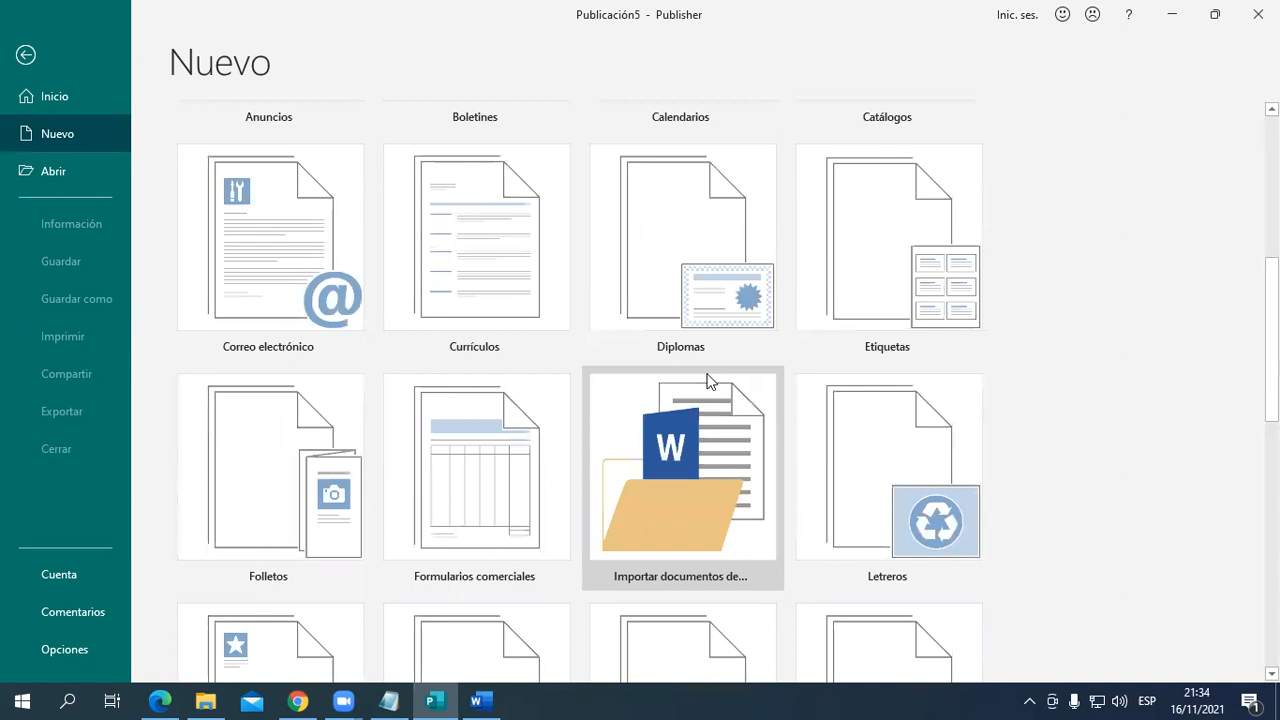 Publicación5 - Publisher
Inic. ses.
?
Nuevo
Inicio
Nuevo
Abrir
Información
Guardar
Guardar como
Imprimir
Compartir
Exportar
Cerrar
Cuenta
Comentarios
Opciones
Anuncios
Boletines
Calendarios
Catálogos
@
Correo electrónico
Currículos
Diplomas
Etiquetas
W
Folletos
Formularios comerciales
Importar documentos de...
Letreros
P
W
ESP
21:34
16/11/2021
1